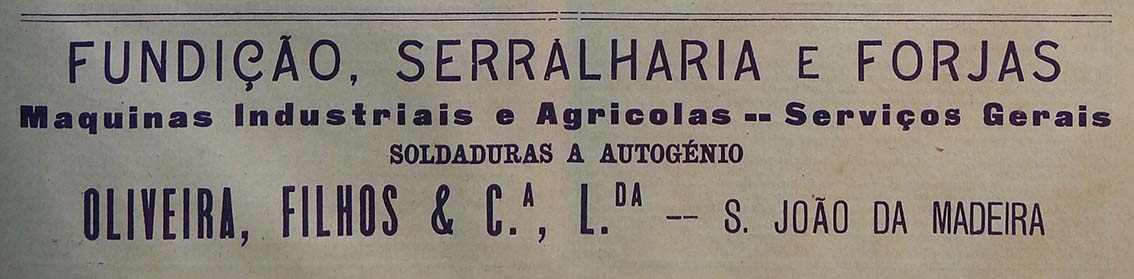 FUNDIÇÃO, SERRALHARIA E FORJAS
Maquinas Industriais e Agricolas -- Serviços Gerais
SOLDADURAS A AUTOGÉNIO
OLIVEIRA, FILHOS & C.ᴬ, L.ᴰᴬ -- S. JOÃO DA MADEIRA